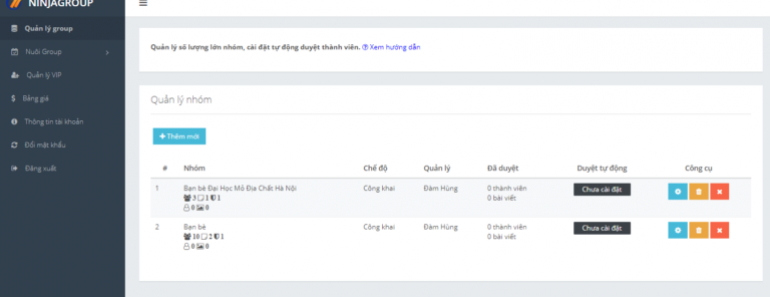 NINJAGROUP
Quản lý group
Nuôi Group
Quản lý VIP
Bảng giá
Thông tin tài khoản
Đổi mật khẩu
Đăng xuất
Quản lý số lượng lớn nhóm, cài đặt tự động duyệt thành viên. Xem hướng dẫn
Quản lý nhóm
+ Thêm mới
# Nhóm Chế độ Quản lý Đã duyệt Duyệt tự động Công cụ
1 Bạn bè Đại Học Mỏ Địa Chất Hà Nội Công khai Đàm Hùng 0 thành viên Chưa cài đặt
3 1 1 0 bài viết
0 0
2 Bạn bè Công khai Đàm Hùng 0 thành viên Chưa cài đặt
10 2 1 0 bài viết
0 0